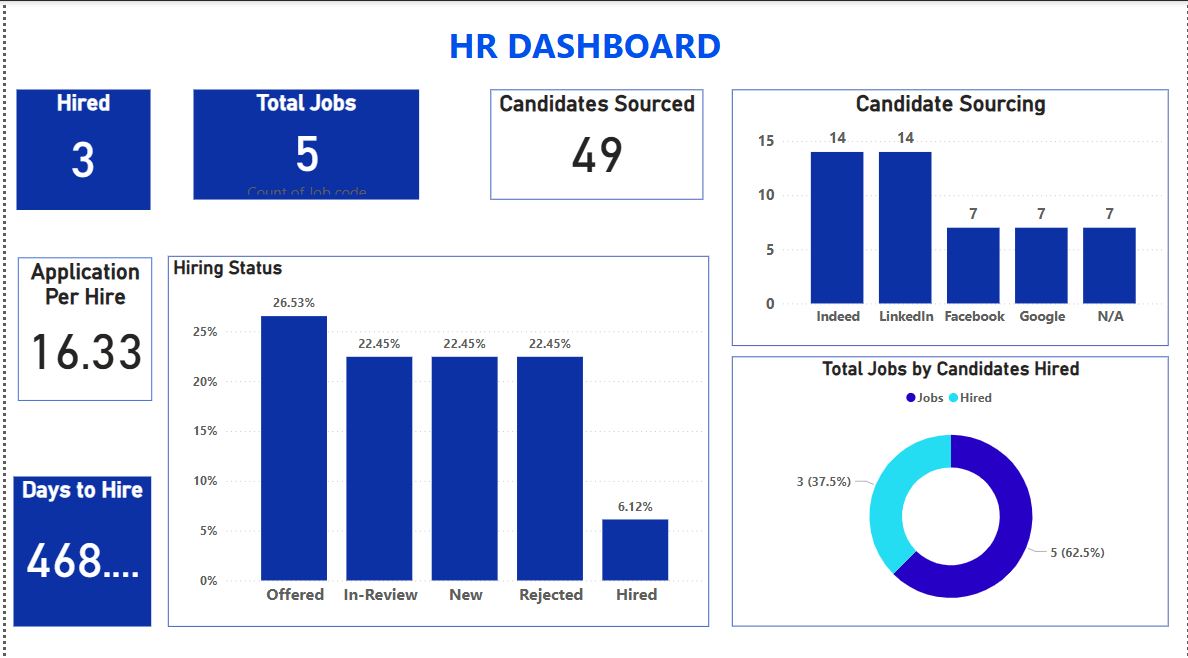 HR DASHBOARD
Hired
3
Total Jobs
5
Count of Job code
Candidates Sourced
49
Candidate Sourcing
15
10
5
0
14
14
7
7
7
Indeed
LinkedIn
Facebook
Google
N/A
Application
Per Hire
16.33
Hiring Status
25%
20%
15%
10%
5%
0%
26.53%
22.45%
22.45%
22.45%
6.12%
Offered
In-Review
New
Rejected
Hired
Total Jobs by Candidates Hired
Jobs
Hired
3 (37.5%)
5 (62.5%)
Days to Hire
468....